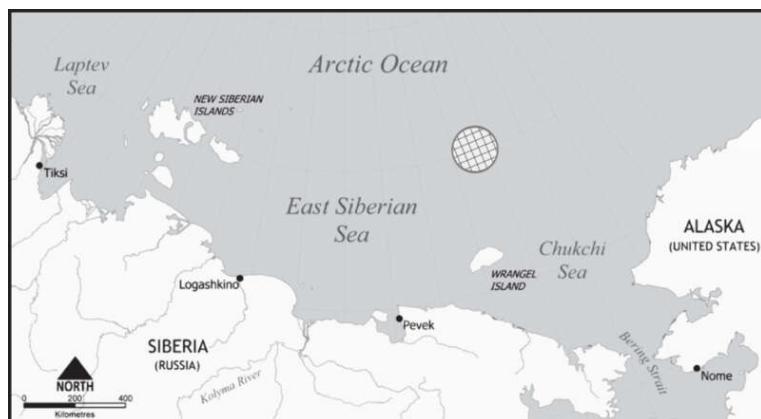 Laptev
Sea
Arctic Ocean
NEW SIBERIAN
ISLANDS
Tiksi
East Siberian
Sea
ALASKA
(UNITED STATES)
Chukchi
Sea
WRANGEL
ISLAND
Logashkino
Pevek
SIBERIA
(RUSSIA)
Kolyma River
Bering Strait
Nome
NORTH
0 200 400
Kilometres